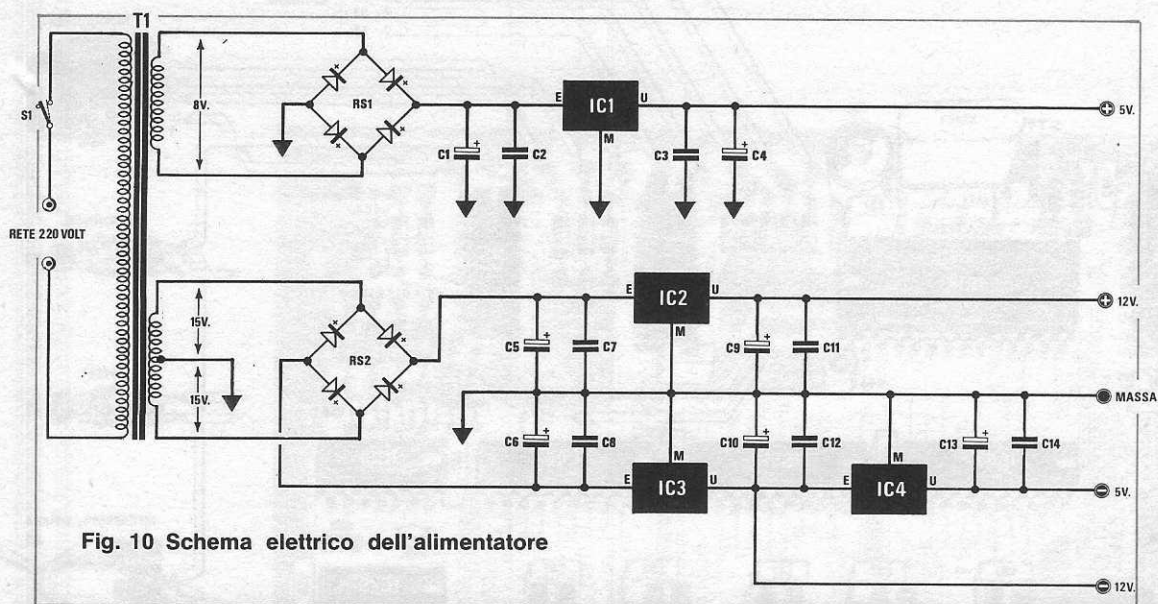 T1
S1
8V.
RS1
C1
+
C2
E
IC1
U
M
C3
C4
+
+ 5V.
RETE 220 VOLT
15V.
15V.
RS2
C5
+
C7
E
IC2
U
M
C9
+
C11
+ 12V.
MASSA
C6
+
C8
M
E
IC3
U
C10
+
C12
M
E
IC4
U
C13
+
C14
- 5V.
- 12V.
Fig. 10 Schema elettrico dell'alimentatore